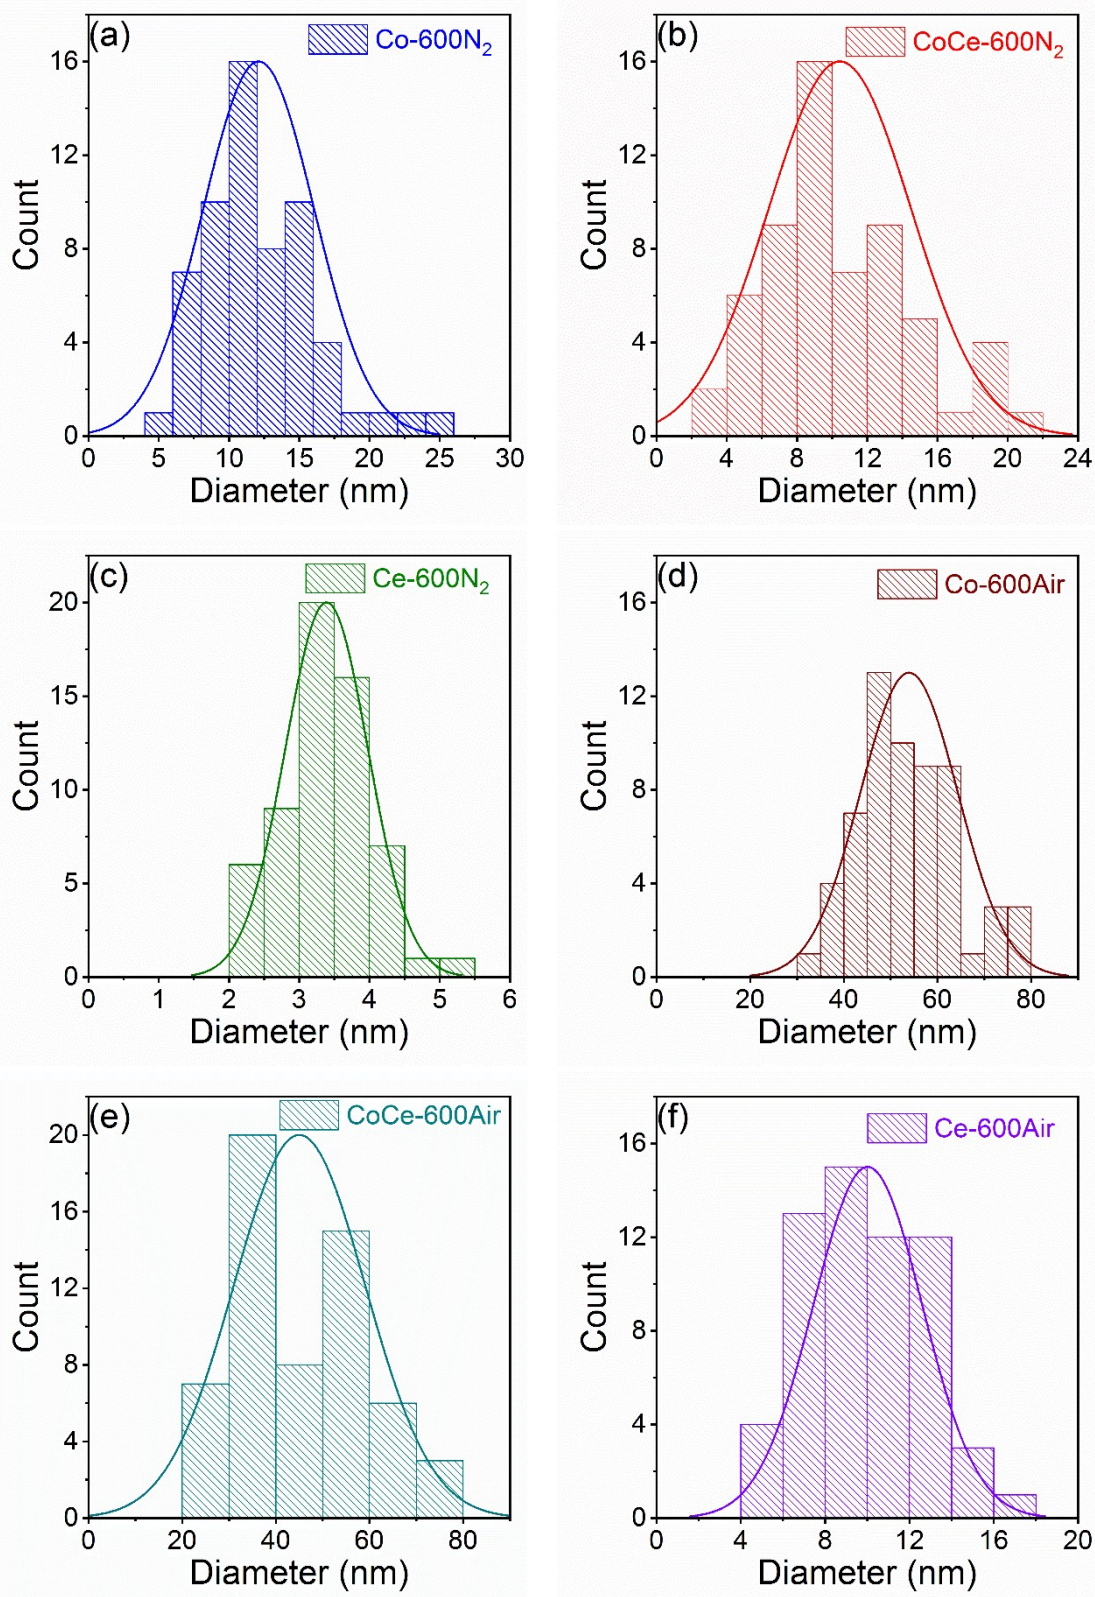 (a)
Co-600N₂
16
12
8
4
0
Count
0 5 10 15 20 25 30
Diameter (nm)
(b)
CoCe-600N₂
16
12
8
4
0
Count
0 4 8 12 16 20 24
Diameter (nm)
(c)
Ce-600N₂
20
15
10
5
0
Count
0 1 2 3 4 5 6
Diameter (nm)
(d)
Co-600Air
16
12
8
4
0
Count
0 20 40 60 80
Diameter (nm)
(e)
CoCe-600Air
20
16
12
8
4
0
Count
0 20 40 60 80
Diameter (nm)
(f)
Ce-600Air
16
12
8
4
0
Count
0 4 8 12 16 20
Diameter (nm)